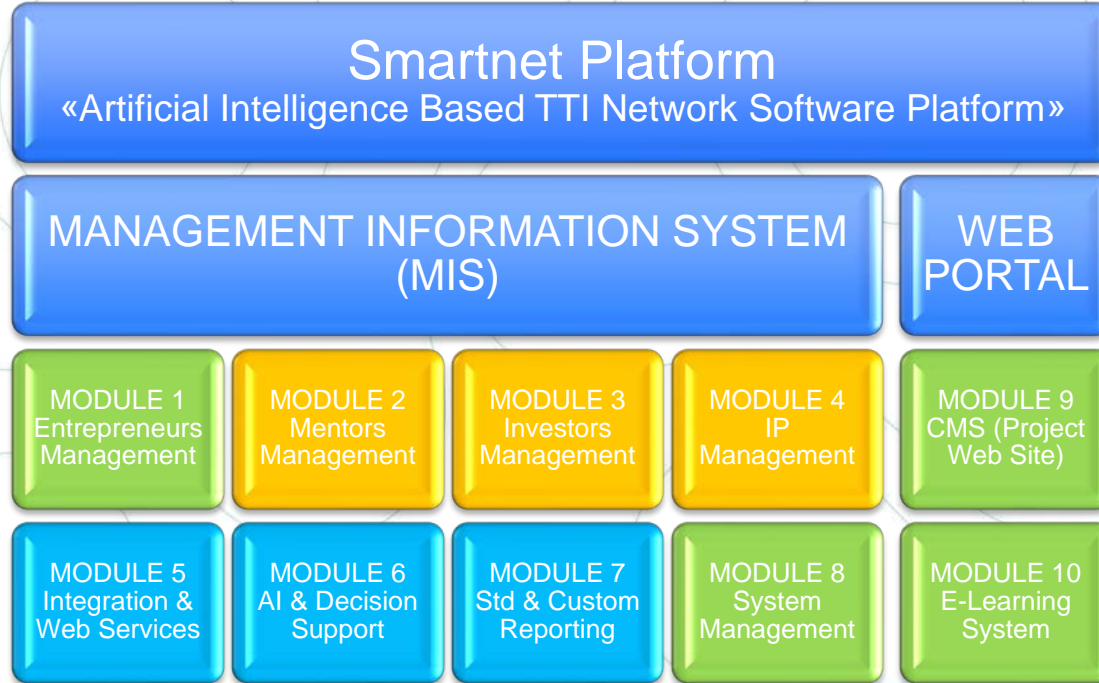 Smartnet Platform
«Artificial Intelligence Based TTI Network Software Platform»
MANAGEMENT INFORMATION SYSTEM
(MIS)
WEB
PORTAL
MODULE 1
Entrepreneurs
Management
MODULE 2
Mentors
Management
MODULE 3
Investors
Management
MODULE 4
IP
Management
MODULE 9
CMS (Project
Web Site)
MODULE 5
Integration &
Web Services
MODULE 6
AI & Decision
Support
MODULE 7
Std & Custom
Reporting
MODULE 8
System
Management
MODULE 10
E-Learning
System